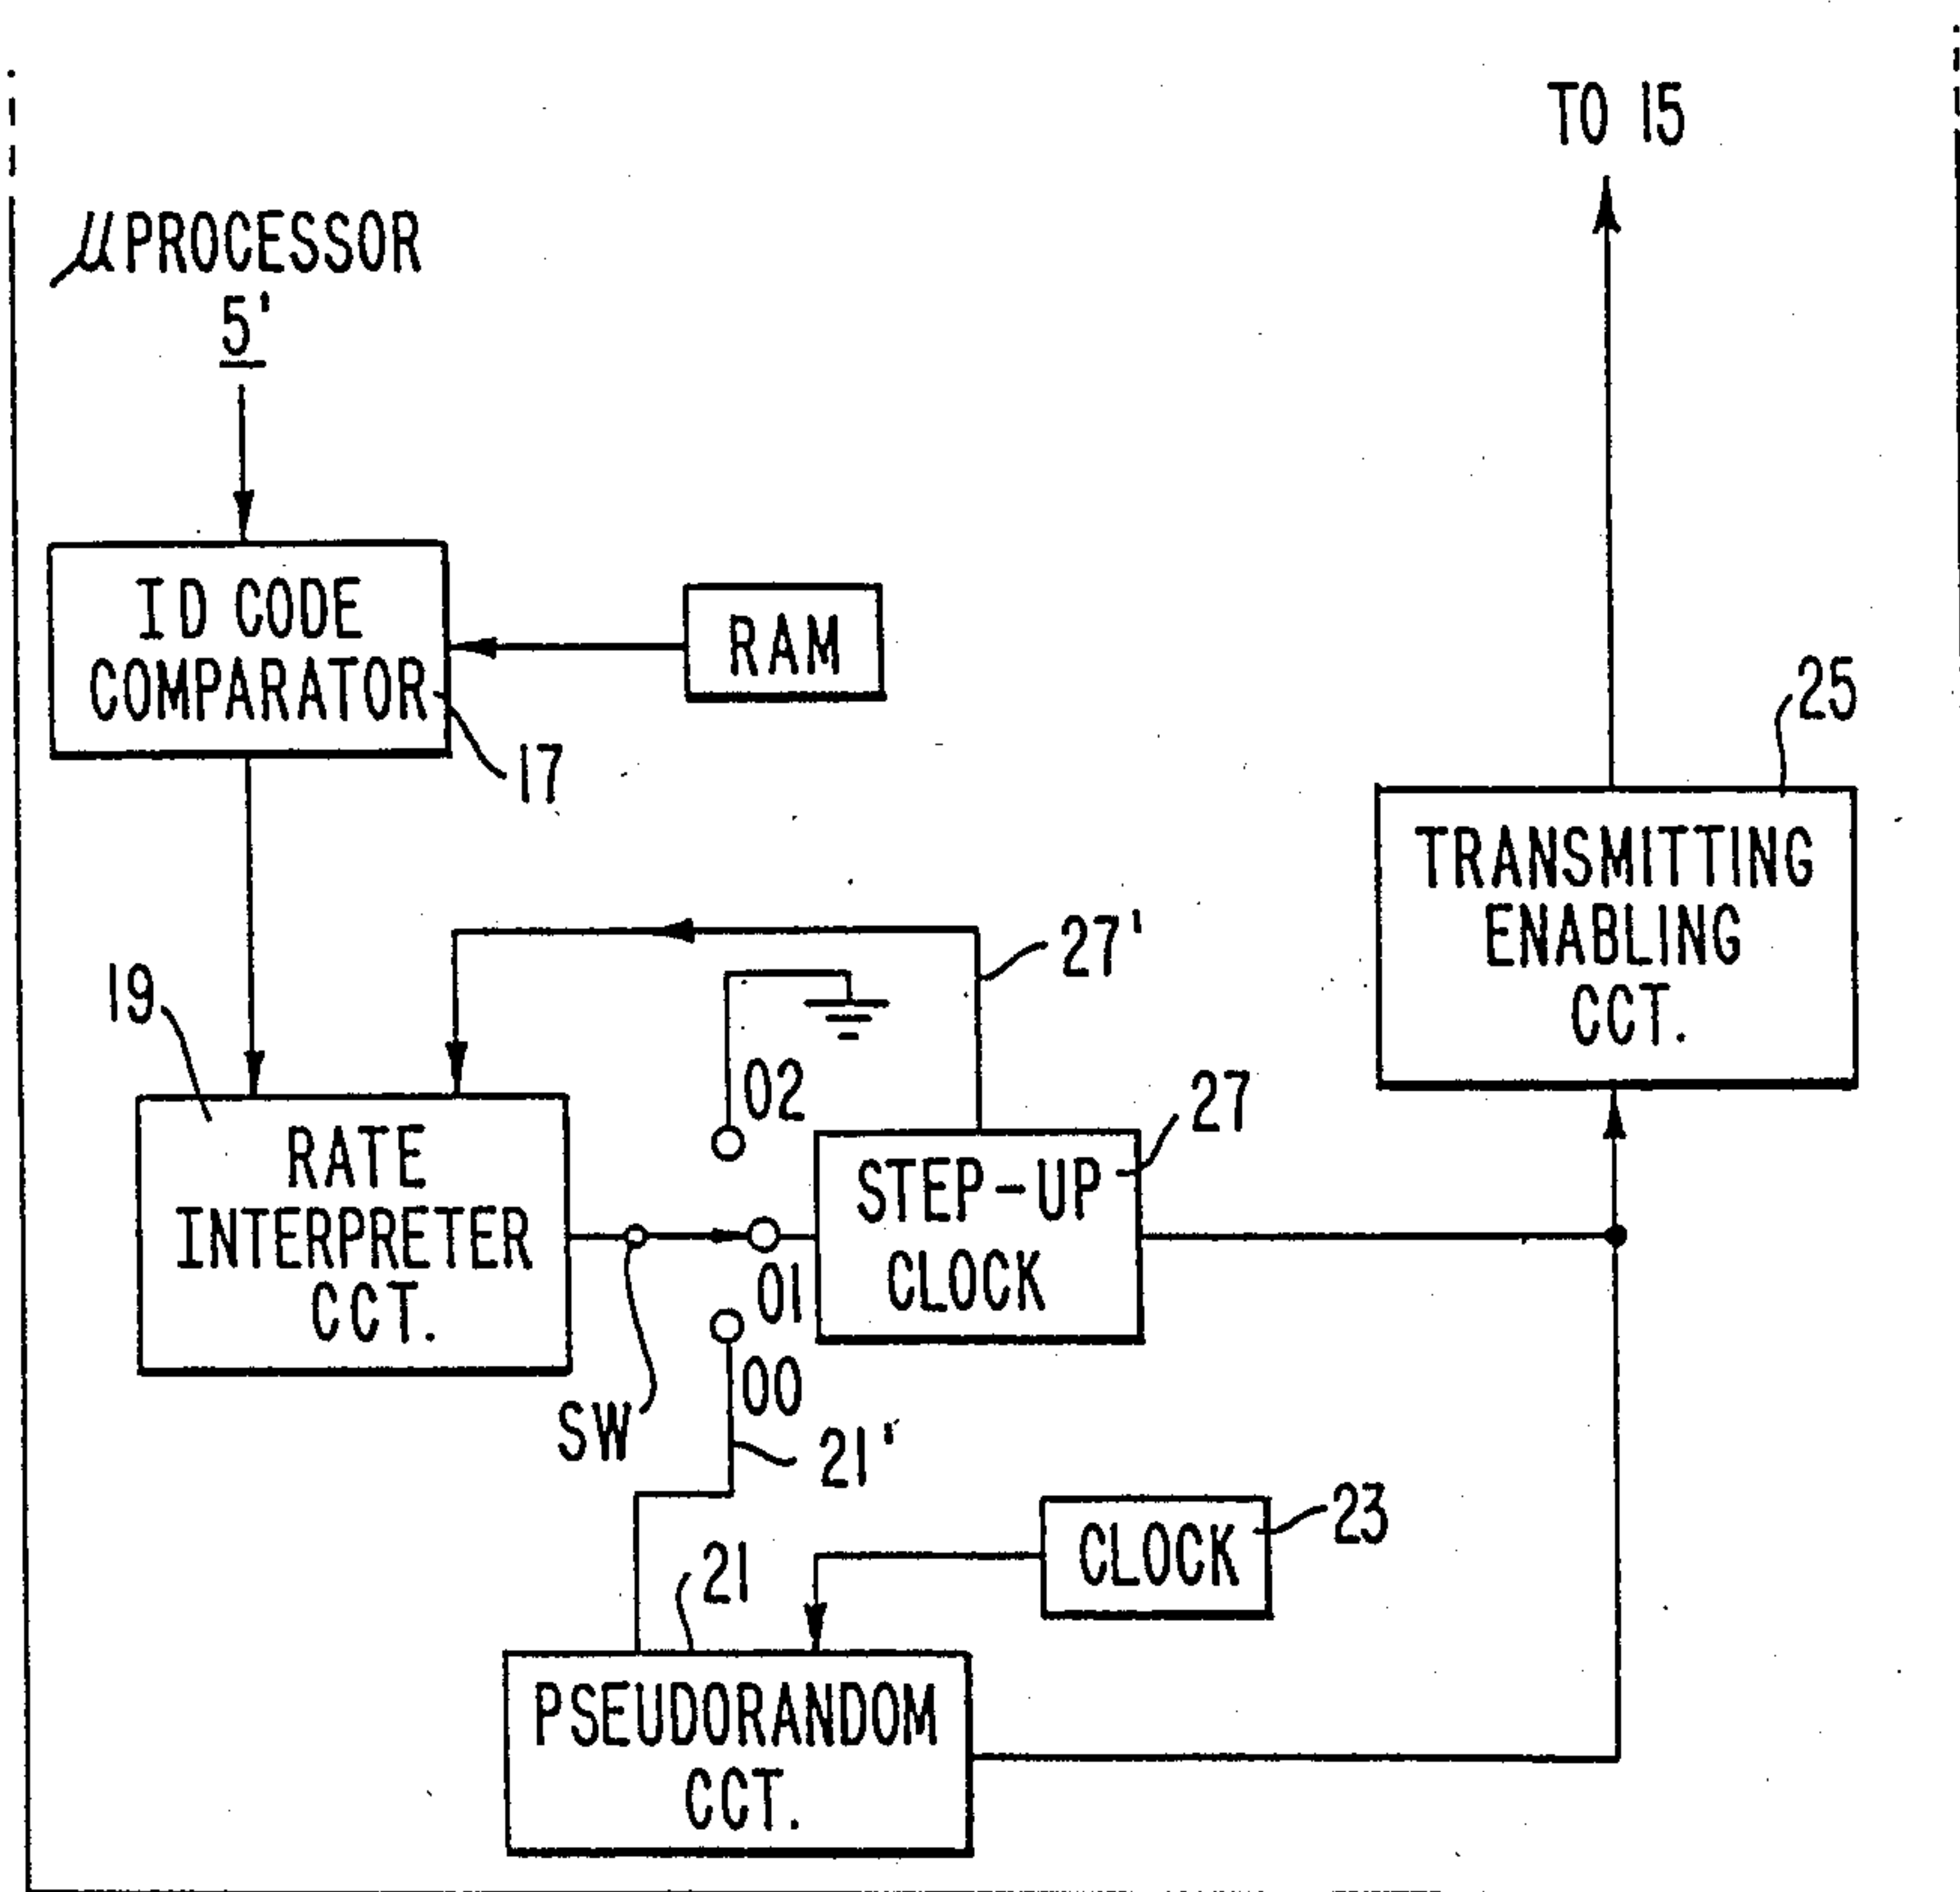 TO 15
μPROCESSOR
5'
ID CODE
COMPARATOR
17
RAM
25
TRANSMITTING
ENABLING
CCT.
27'
19
02
27
RATE
INTERPRETER
CCT.
STEP-UP
CLOCK
01
00
SW
21'
23
CLOCK
21
PSEUDORANDOM
CCT.